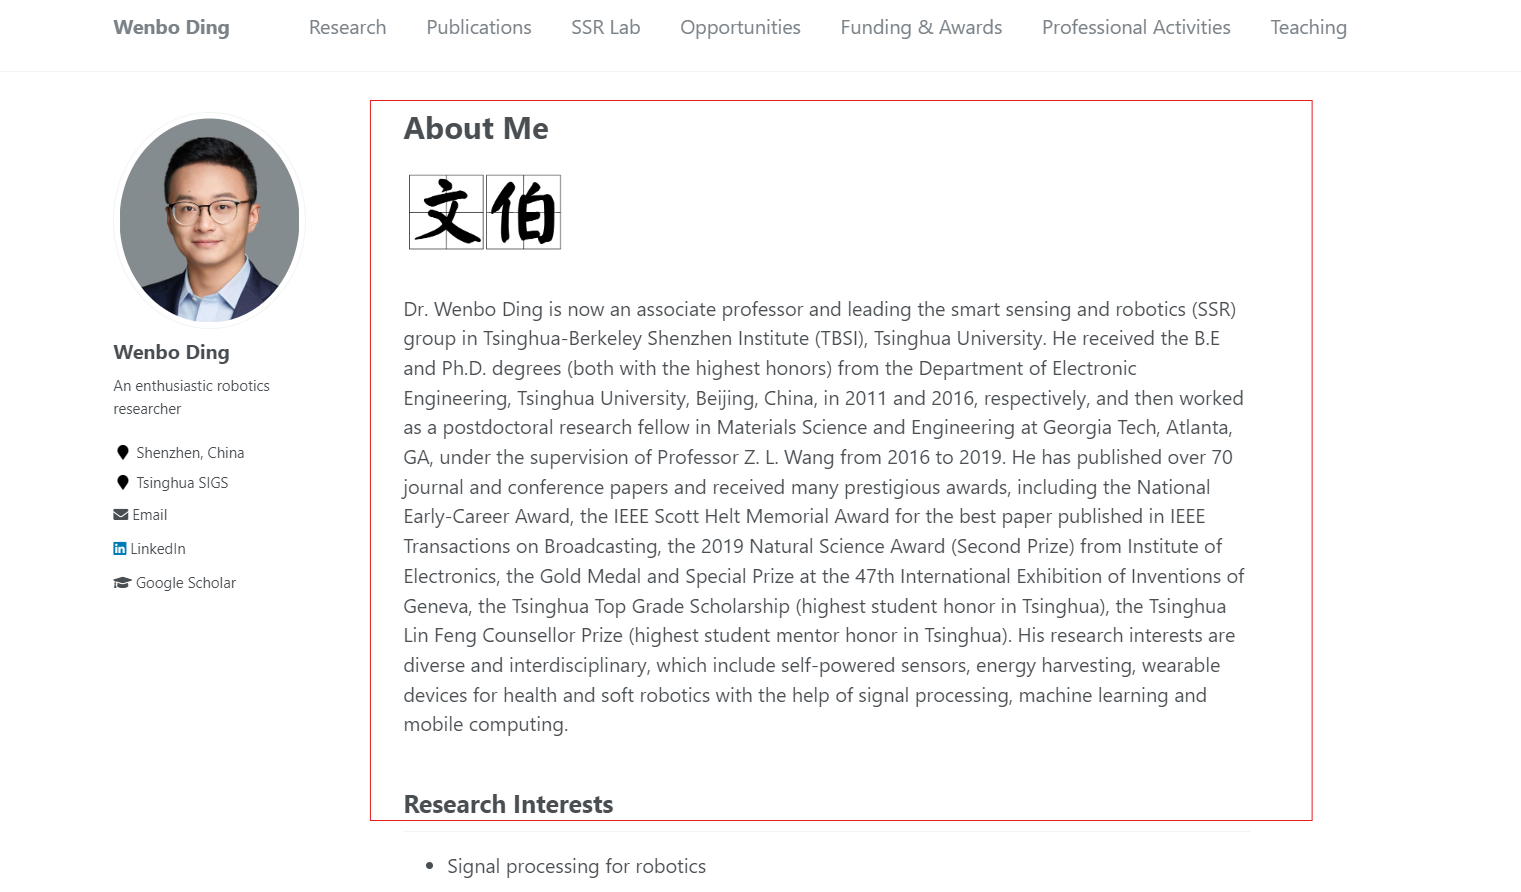 Wenbo Ding
Research
Publications
SSR Lab
Opportunities
Funding & Awards
Professional Activities
Teaching
Wenbo Ding
An enthusiastic robotics
researcher
Shenzhen, China
Tsinghua SIGS
Email
LinkedIn
Google Scholar
About Me
文伯
Dr. Wenbo Ding is now an associate professor and leading the smart sensing and robotics (SSR)
group in Tsinghua-Berkeley Shenzhen Institute (TBSI), Tsinghua University. He received the B.E
and Ph.D. degrees (both with the highest honors) from the Department of Electronic
Engineering, Tsinghua University, Beijing, China, in 2011 and 2016, respectively, and then worked
as a postdoctoral research fellow in Materials Science and Engineering at Georgia Tech, Atlanta,
GA, under the supervision of Professor Z. L. Wang from 2016 to 2019. He has published over 70
journal and conference papers and received many prestigious awards, including the National
Early-Career Award, the IEEE Scott Helt Memorial Award for the best paper published in IEEE
Transactions on Broadcasting, the 2019 Natural Science Award (Second Prize) from Institute of
Electronics, the Gold Medal and Special Prize at the 47th International Exhibition of Inventions of
Geneva, the Tsinghua Top Grade Scholarship (highest student honor in Tsinghua), the Tsinghua
Lin Feng Counsellor Prize (highest student mentor honor in Tsinghua). His research interests are
diverse and interdisciplinary, which include self-powered sensors, energy harvesting, wearable
devices for health and soft robotics with the help of signal processing, machine learning and
mobile computing.
Research Interests
• Signal processing for robotics